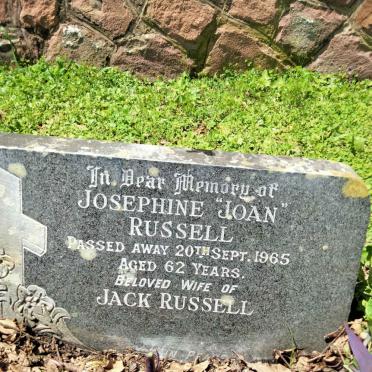 In Dear Memory of
JOSEPHINE "JOAN"
RUSSELL
PASSED AWAY 20TH SEPT. 1965
AGED 62 YEARS.
BELOVED WIFE OF
JACK RUSSELL